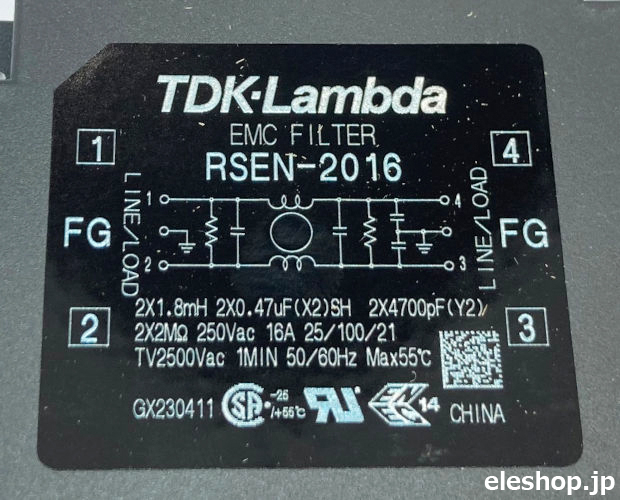 TDK·Lambda
EMC FILTER
RSEN-2016
1
4
LINE/LOAD
LINE/LOAD
1
4
FG
FG
2
3
2
3
2X1.8mH 2X0.47uF(X2)SH 2X4700pF(Y2)
2X2MΩ 250Vac 16A 25/100/21
TV2500Vac 1MIN 50/60Hz Max55℃
GX230411
SA
-25
/+55℃
14
CHINA
eleshop.jp